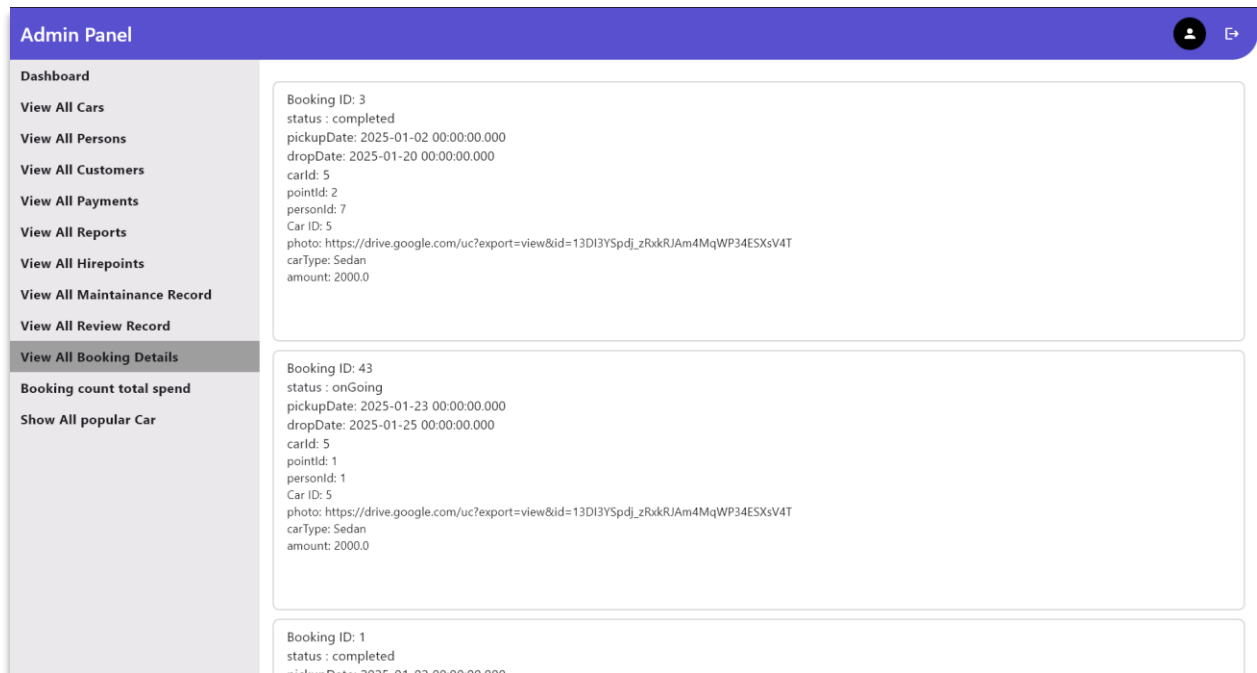 Admin Panel
Dashboard
View All Cars
View All Persons
View All Customers
View All Payments
View All Reports
View All Hirepoints
View All Maintainance Record
View All Review Record
View All Booking Details
Booking count total spend
Show All popular Car
Booking ID: 3
status : completed
pickupDate: 2025-01-02 00:00:00.000
dropDate: 2025-01-20 00:00:00.000
carId: 5
pointId: 2
personId: 7
Car ID: 5
photo: https://drive.google.com/uc?export=view&id=13DI3YSpdj_zRxkRJAm4MqWP34ESXsV4T
carType: Sedan
amount: 2000.0
Booking ID: 43
status : onGoing
pickupDate: 2025-01-23 00:00:00.000
dropDate: 2025-01-25 00:00:00.000
carId: 5
pointId: 1
personId: 1
Car ID: 5
photo: https://drive.google.com/uc?export=view&id=13DI3YSpdj_zRxkRJAm4MqWP34ESXsV4T
carType: Sedan
amount: 2000.0
Booking ID: 1
status : completed